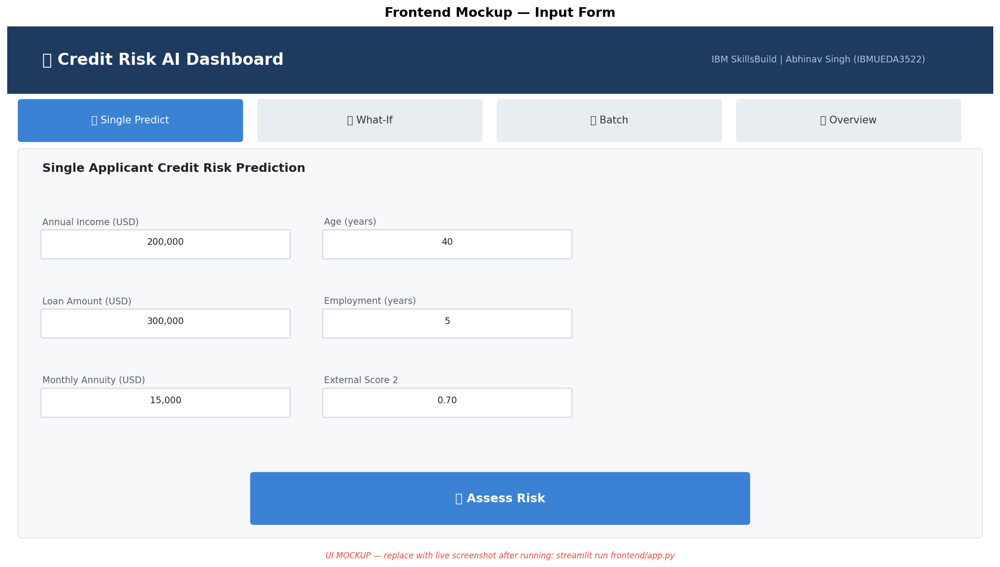 Frontend Mockup — Input Form
Credit Risk AI Dashboard
IBM SkillsBuild | Abhinav Singh (IBMUEDA3522)
Single Predict
What-If
Batch
Overview
Single Applicant Credit Risk Prediction
Annual Income (USD)
Age (years)
200,000
40
Loan Amount (USD)
Employment (years)
300,000
5
Monthly Annuity (USD)
External Score 2
15,000
0.70
Assess Risk
UI MOCKUP — replace with live screenshot after running: streamlit run frontend/app.py